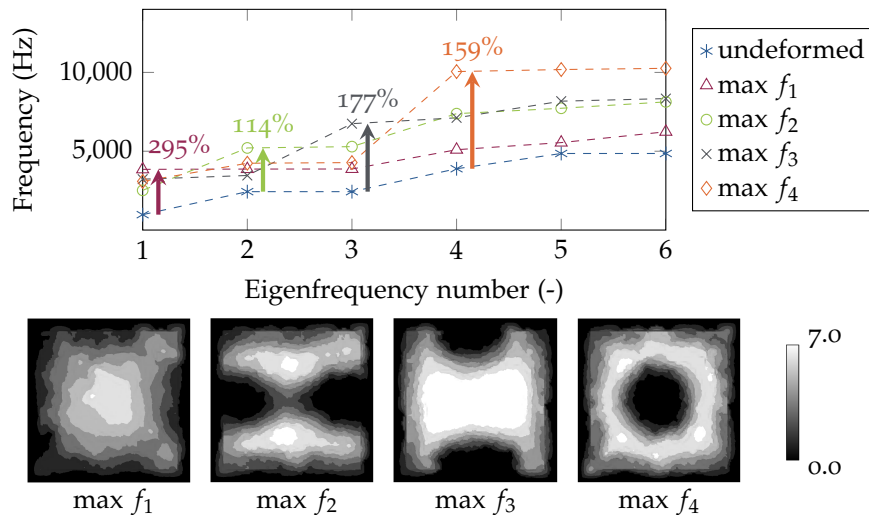 Frequency (Hz)
10,000
5,000
295%
114%
177%
159%
1 2 3 4 5 6
Eigenfrequency number (-)
undeformed
max f₁
max f₂
max f₃
max f₄
max f₁
max f₂
max f₃
max f₄
7.0
0.0